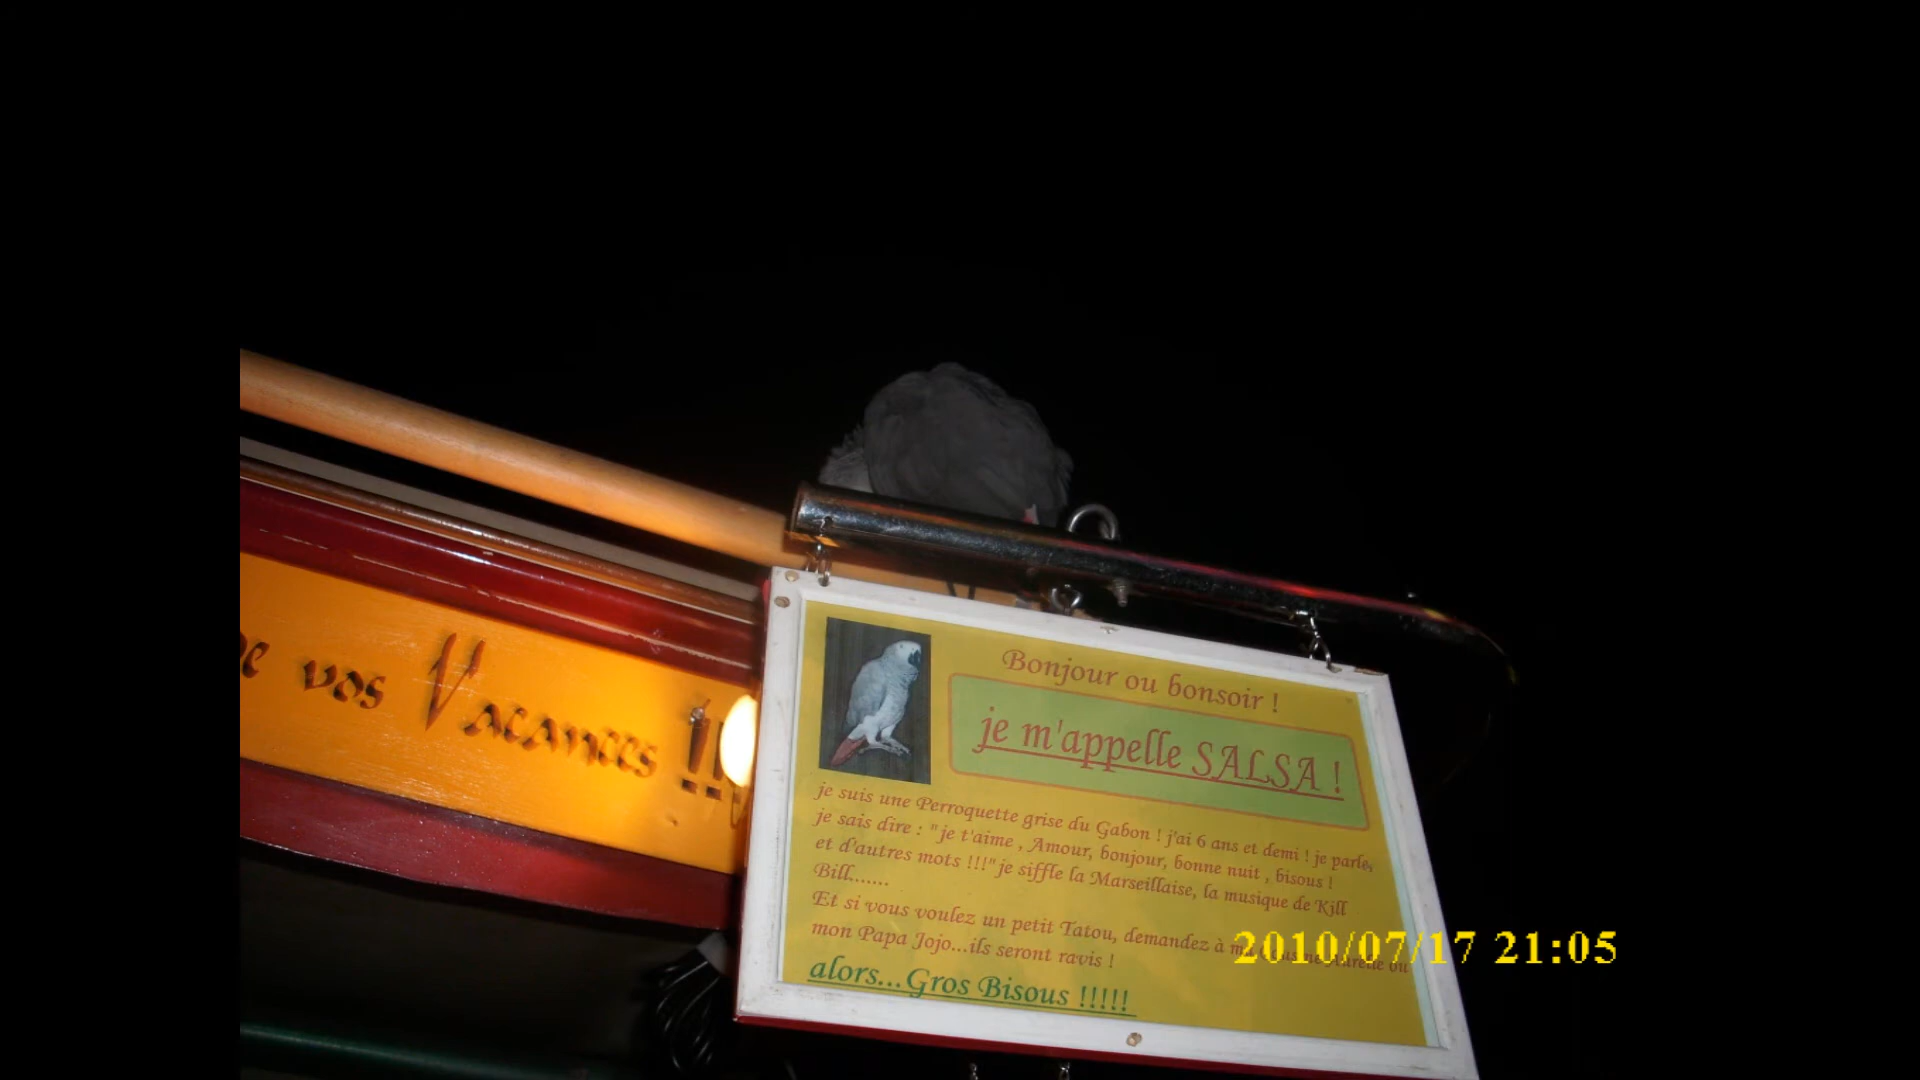 vos Vacances !!!
Bonjour ou bonsoir !
je m'appelle SALSA !
je suis une Perroquette grise du Gabon ! j'ai 6 ans et demi ! je parle,
je sais dire : "je t'aime , Amour, bonjour, bonne nuit , bisous !
et d'autres mots !!!" je siffle la Marseillaise, la musique de Kill
Bill.......
Et si vous voulez un petit Tatou, demandez à ma Aurelie ou
mon Papa Jojo...ils seront ravis !
alors...Gros Bisous !!!!!
2010/07/17 21:05